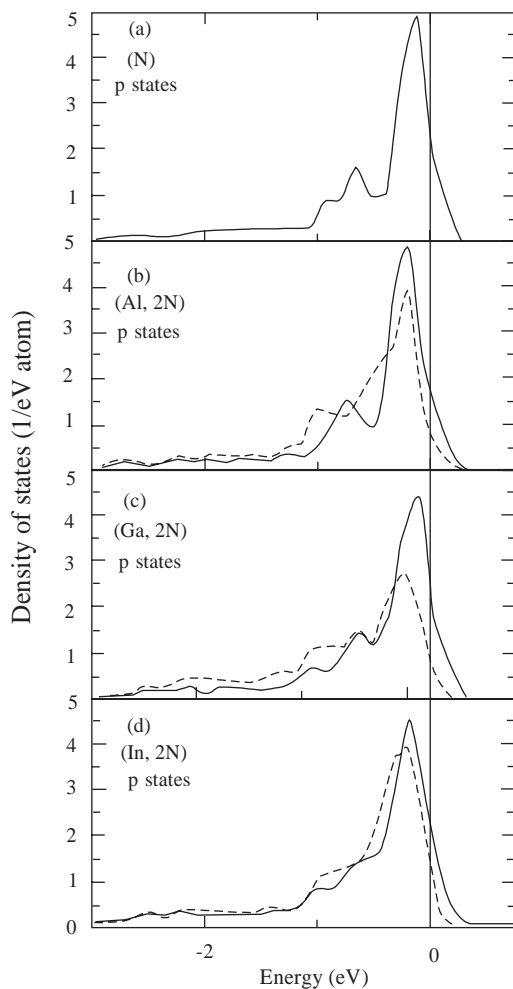 5
(a)
(N)
4
p states
3
2
1
5
(b)
4
(Al, 2N)
p states
3
2
1
5
(c)
4
(Ga, 2N)
3
p states
2
1
5
(d)
(In, 2N)
4
p states
3
2
1
0
-2
0
Energy (eV)
Density of states (1/eV atom)